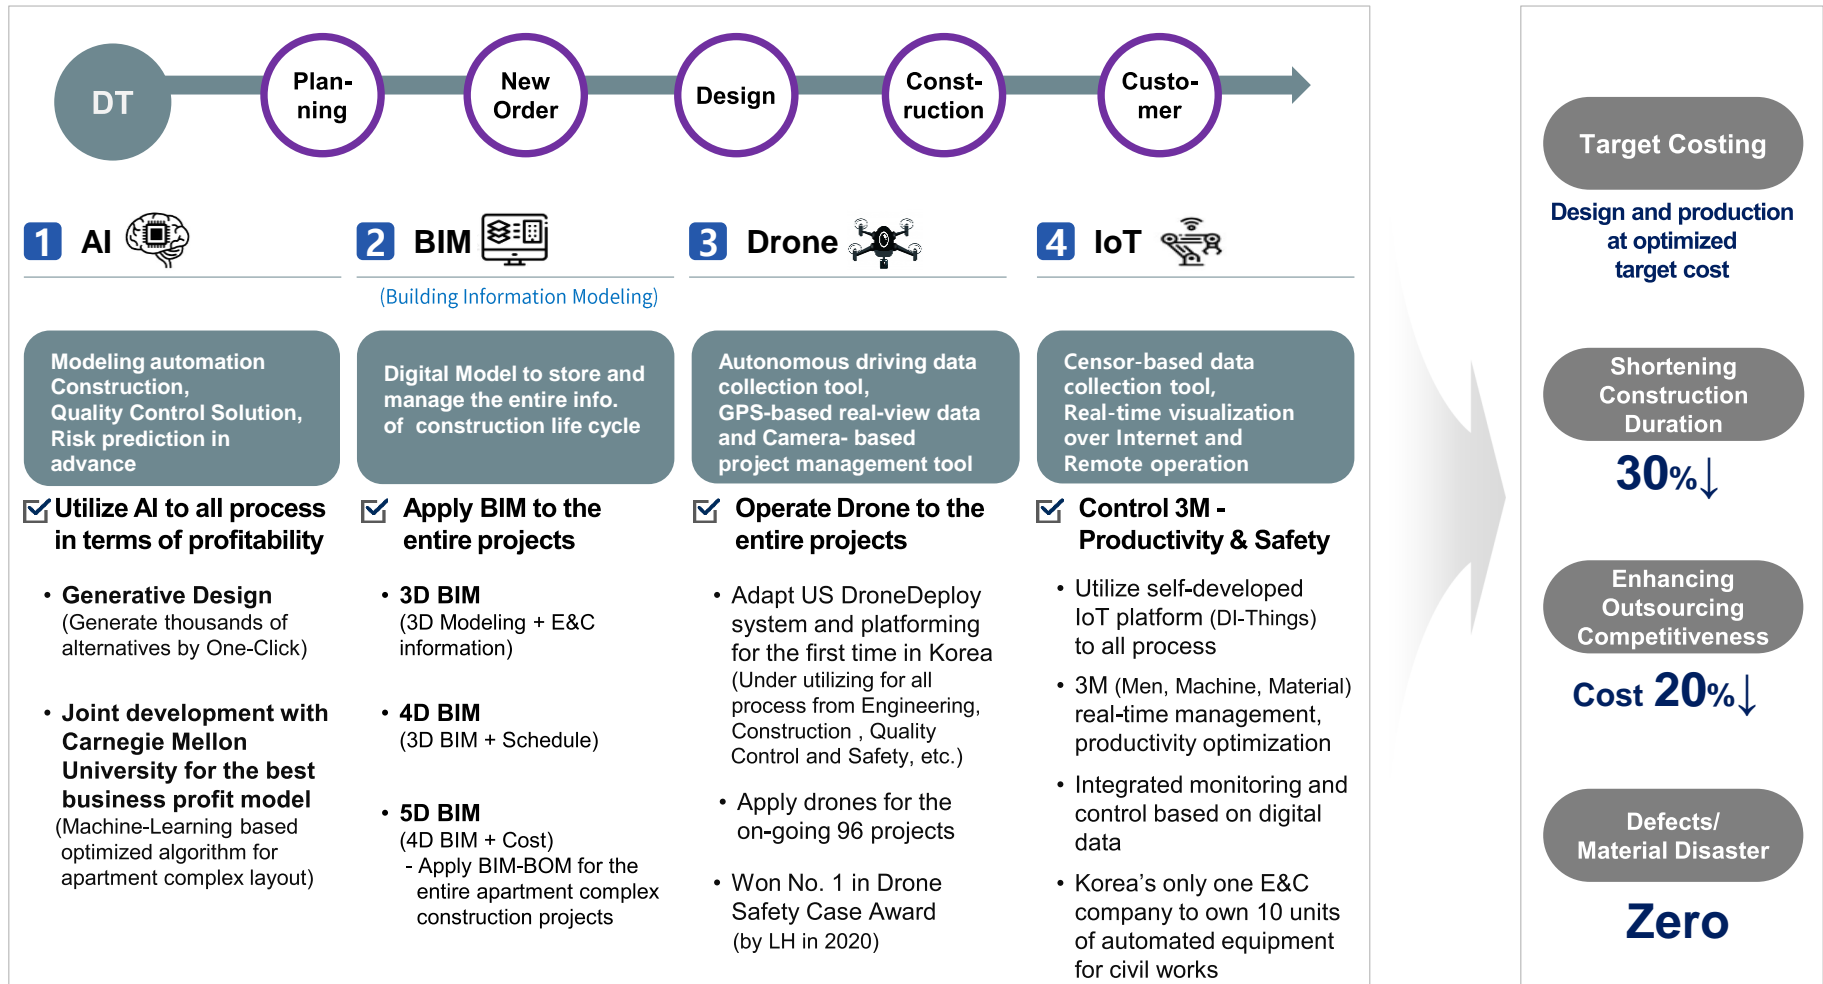 DT
Plan-
ning
New
Order
Design
Const-
ruction
Custo-
mer
1 AI
2 BIM
(Building Information Modeling)
3 Drone
4 IoT
Modeling automation
Construction,
Quality Control Solution,
Risk prediction in
advance
Utilize AI to all process
in terms of profitability
• Generative Design
(Generate thousands of
alternatives by One-Click)
• Joint development with
Carnegie Mellon
University for the best
business profit model
(Machine-Learning based
optimized algorithm for
apartment complex layout)
Digital Model to store and
manage the entire info.
of construction life cycle
Apply BIM to the
entire projects
• 3D BIM
(3D Modeling + E&C
information)
• 4D BIM
(3D BIM + Schedule)
• 5D BIM
(4D BIM + Cost)
- Apply BIM-BOM for the
entire apartment complex
construction projects
Autonomous driving data
collection tool,
GPS-based real-view data
and Camera- based
project management tool
Operate Drone to the
entire projects
• Adapt US DroneDeploy
system and platforming
for the first time in Korea
(Under utilizing for all
process from Engineering,
Construction , Quality
Control and Safety, etc.)
• Apply drones for the
on-going 96 projects
• Won No. 1 in Drone
Safety Case Award
(by LH in 2020)
Censor-based data
collection tool,
Real-time visualization
over Internet and
Remote operation
Control 3M -
Productivity & Safety
• Utilize self-developed
IoT platform (DI-Things)
to all process
• 3M (Men, Machine, Material)
real-time management,
productivity optimization
• Integrated monitoring and
control based on digital
data
• Korea's only one E&C
company to own 10 units
of automated equipment
for civil works
Target Costing
Design and production
at optimized
target cost
Shortening
Construction
Duration
30%↓
Enhancing
Outsourcing
Competitiveness
Cost 20%↓
Defects/
Material Disaster
Zero